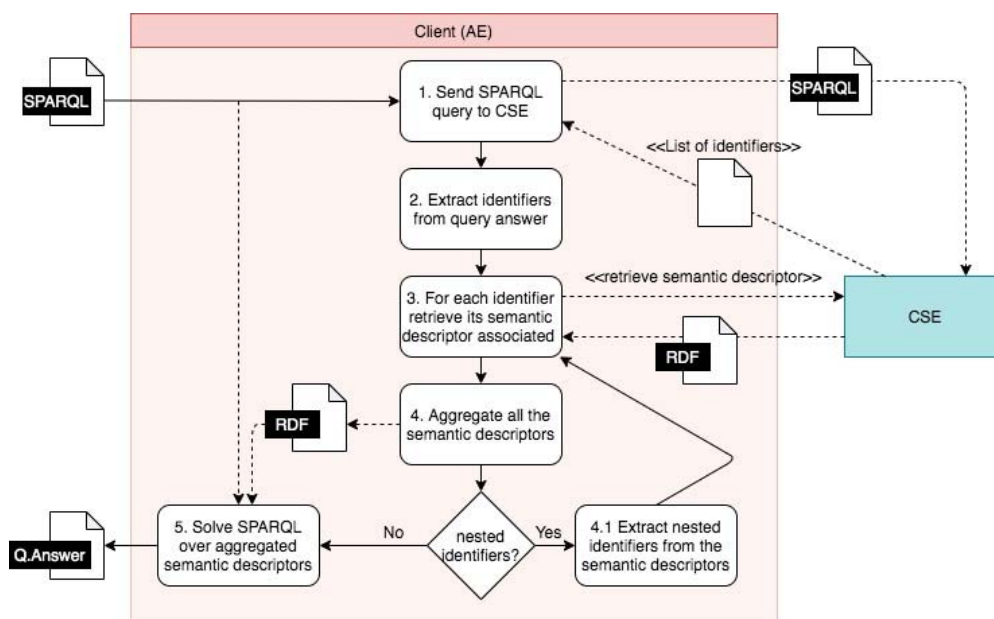 Client (AE)
SPARQL
1. Send SPARQL
query to CSE
SPARQL
<<List of identifiers>>
2. Extract identifiers
from query answer
<<retrieve semantic descriptor>>
3. For each identifier
retrieve its semantic
descriptor associated
CSE
RDF
4. Aggregate all the
semantic descriptors
RDF
5. Solve SPARQL
over aggregated
semantic descriptors
No
nested
identifiers?
Yes
4.1 Extract nested
identifiers from the
semantic descriptors
Q.Answer